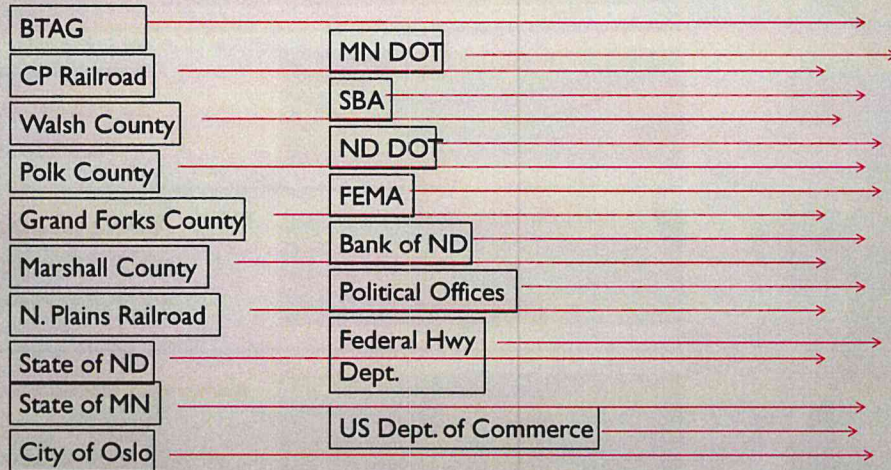 BTAG
CP Railroad
Walsh County
Polk County
Grand Forks County
Marshall County
N. Plains Railroad
State of ND
State of MN
City of Oslo
MN DOT
SBA
ND DOT
FEMA
Bank of ND
Political Offices
Federal Hwy
Dept.
US Dept. of Commerce